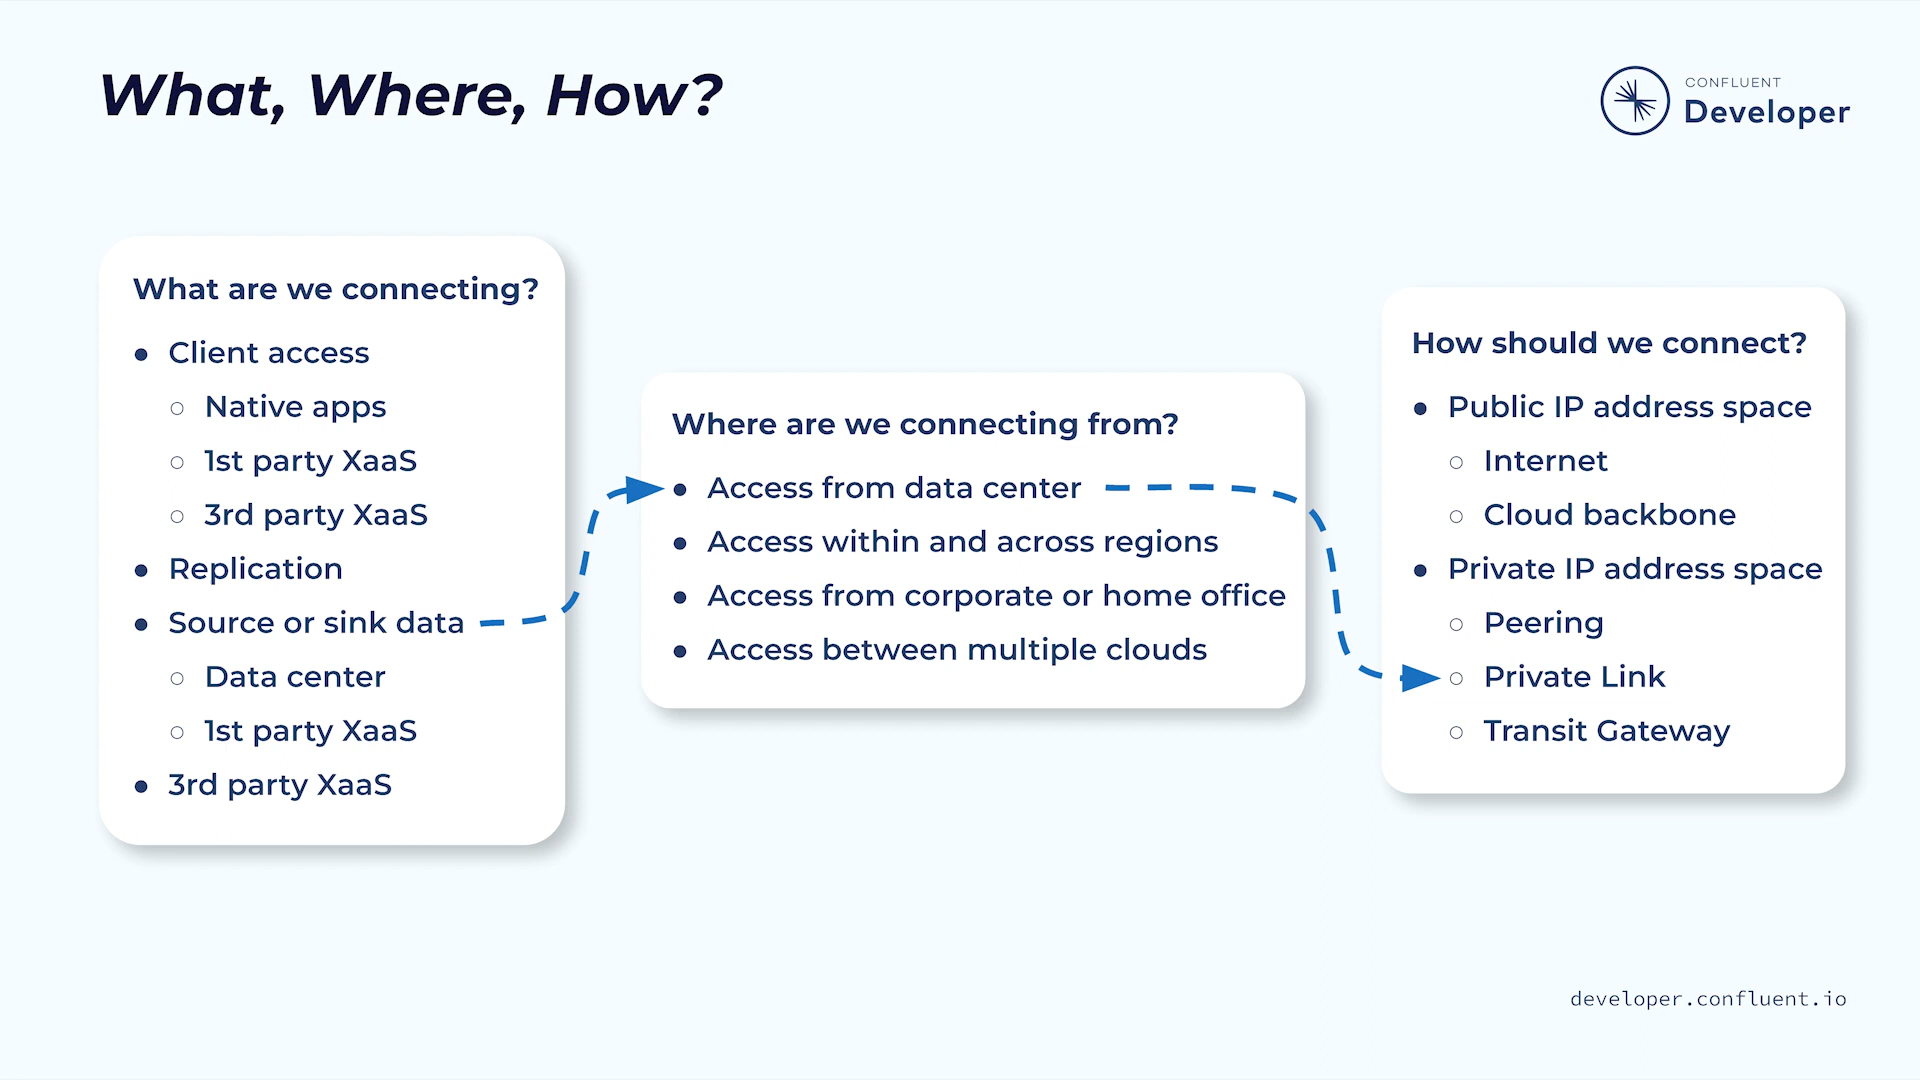 What, Where, How?
CONFLUENT
Developer
What are we connecting?
● Client access
○ Native apps
○ 1st party XaaS
○ 3rd party XaaS
● Replication
● Source or sink data
○ Data center
○ 1st party XaaS
● 3rd party XaaS
Where are we connecting from?
● Access from data center
● Access within and across regions
● Access from corporate or home office
● Access between multiple clouds
How should we connect?
● Public IP address space
○ Internet
○ Cloud backbone
● Private IP address space
○ Peering
○ Private Link
○ Transit Gateway
developer.confluent.io